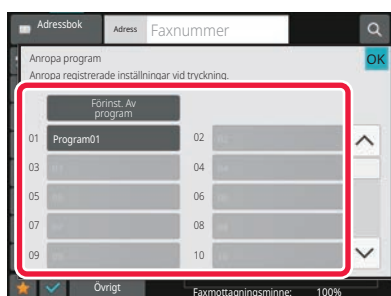 Adressbok
Adress
Faxnummer
Anropa program
OK
Anropa registrerade inställningar vid tryckning.
Förinst. Av
program
01 Program01
02
03
04
05
06
07
08
09
10
Övrigt
Faxmottagningsminne: 100%